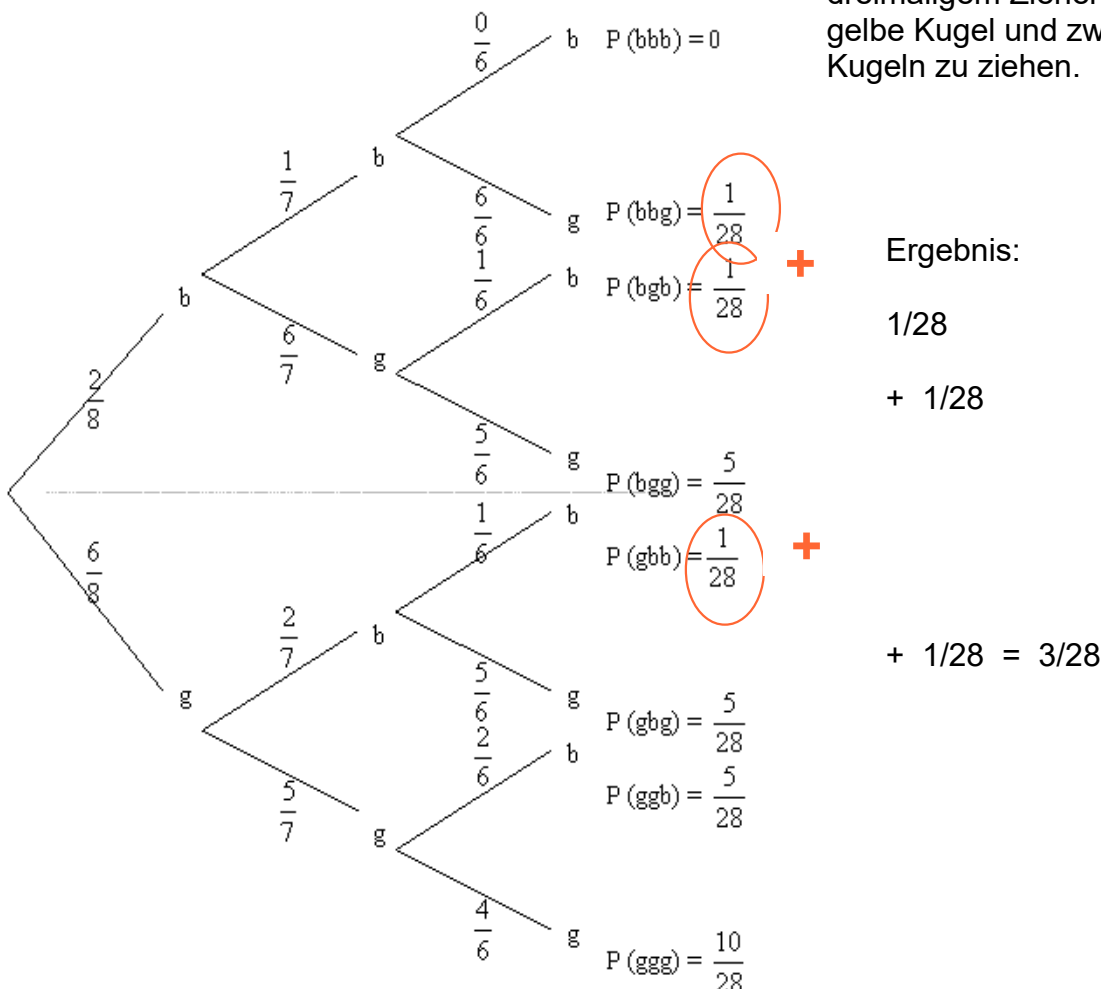 dreimaligem
gelbe Kugel und
Kugeln zu ziehen.
0/6
b P (bbb) = 0
1/7
b
6/6
g P (bbg) = 1/28
1/6
b P (bgb) = 1/28
+
Ergebnis:
b
1/28
6/7
g
2/8
+ 1/28
5/6
g P (bgg) = 5/28
1/6
b P (gbb) = 1/28
+
6/8
2/7
b
+ 1/28 = 3/28
5/6
g P (gbg) = 5/28
g
2/6
b P (ggb) = 5/28
5/7
g
4/6
g P (ggg) = 10/28